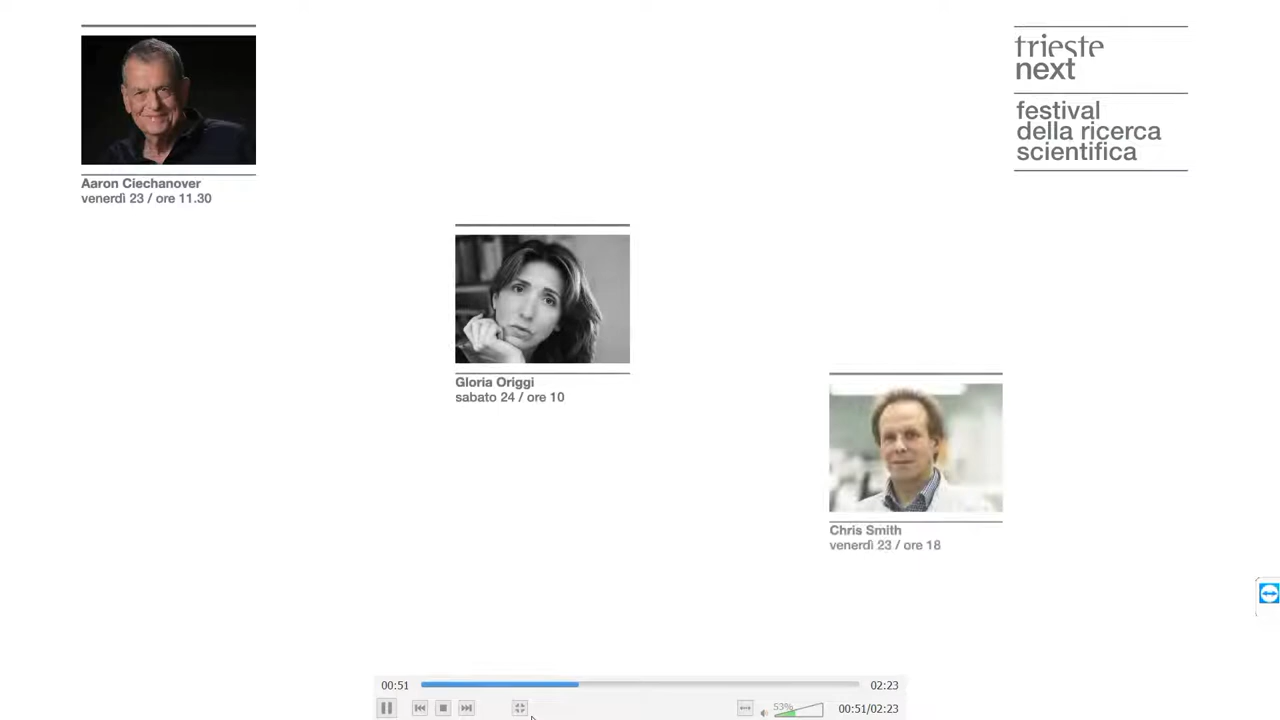 Aaron Ciechanover
venerdì 23 / ore 11.30
trieste
next
festival
della ricerca
scientifica
Gloria Origgi
sabato 24 / ore 10
Chris Smith
venerdì 23 / ore 18
00:51
02:23
53%
00:51/02:23